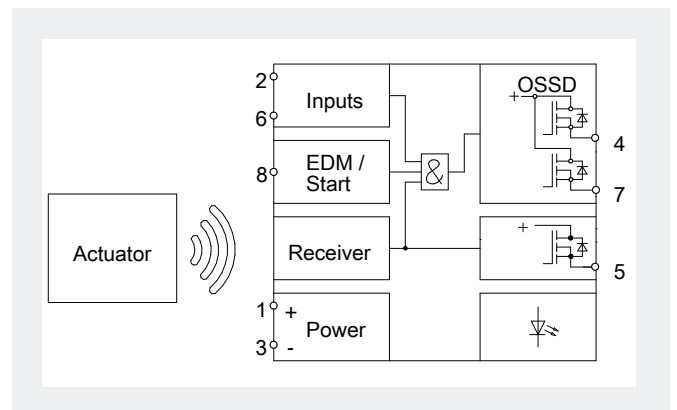 2
Inputs
6
OSSD
+
4
8
EDM /
Start
&
7
Actuator
Receiver
+
5
1
+
Power
3
-